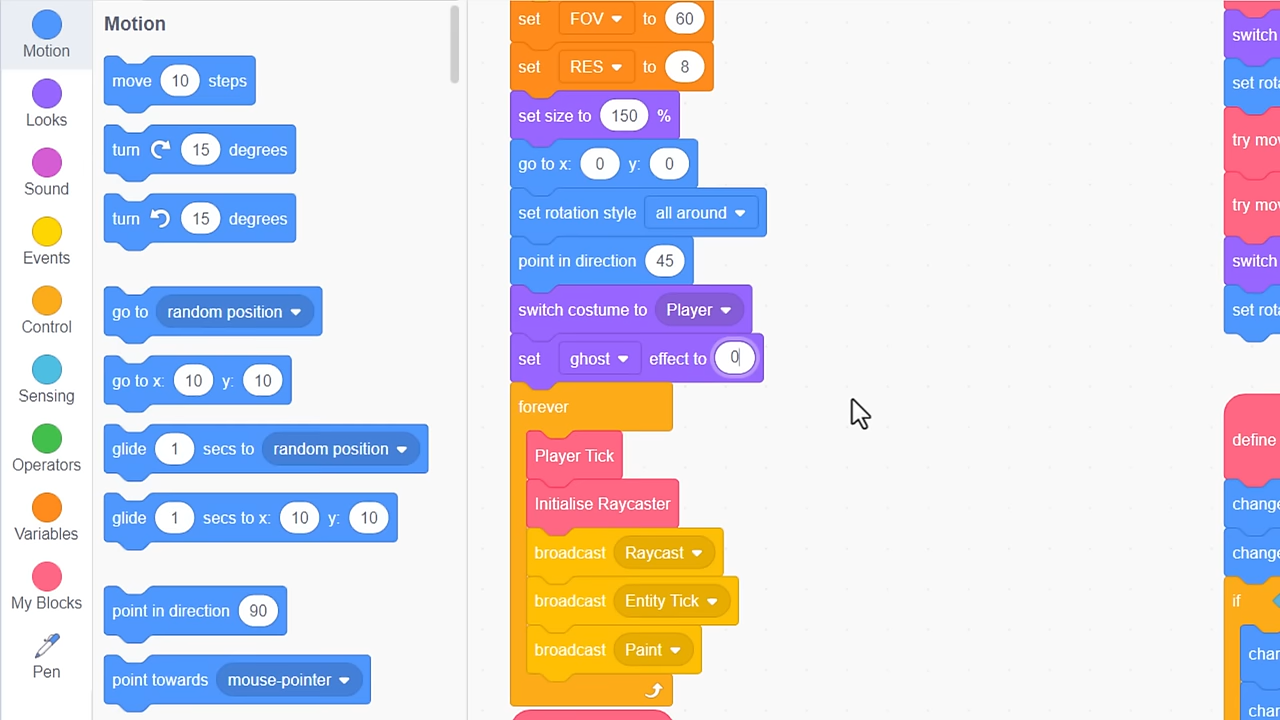 Motion
Looks
Sound
Events
Control
Sensing
Operators
Variables
My Blocks
Pen
Motion
move 10 steps
turn 15 degrees
turn 15 degrees
go to random position
go to x: 10 y: 10
glide 1 secs to random position
glide 1 secs to x: 10 y: 10
point in direction 90
point towards mouse-pointer
set FOV to 60
set RES to 8
set size to 150 %
go to x: 0 y: 0
set rotation style all around
point in direction 45
switch costume to Player
set ghost effect to 0
forever
Player Tick
Initialise Raycaster
broadcast Raycast
broadcast Entity Tick
broadcast Paint
switch
set rota
try mov
try mov
switch
set rota
define
change
change
if
chan
chan